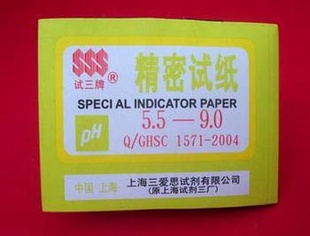 SSS®
试三牌
精密试纸
SPECIAL INDICATOR PAPER
pH
5.5—9.0
Q/GHSC 1571-2004
中国 上海
上海三爱思试剂有限公司
(原上海试剂三厂)